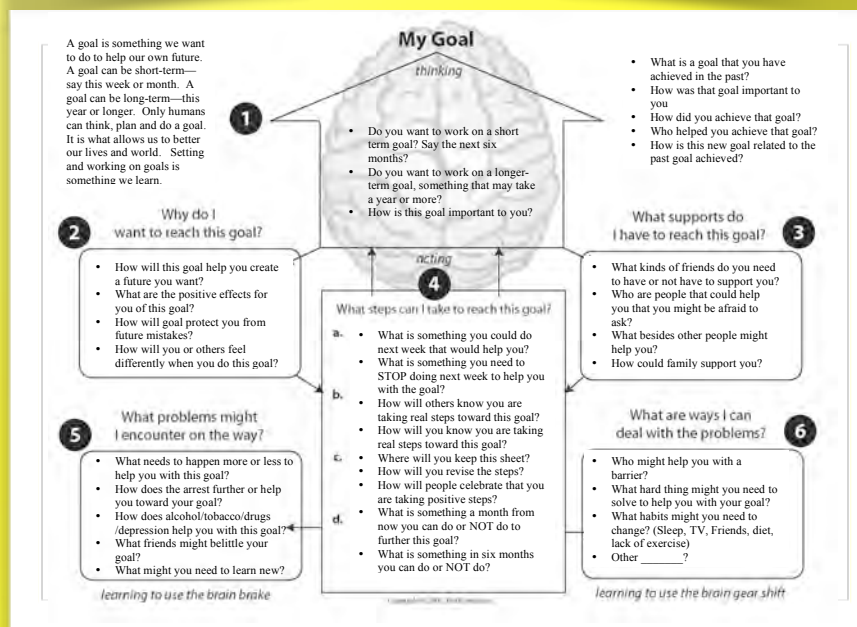 My Goal
thinking
A goal is something we want
to do to help our own future.
A goal can be short-term—
say this week or month. A
goal can be long-term—this
year or longer. Only humans
can think, plan and do a goal.
It is what allows us to better
our lives and world. Setting
and working on goals is
something we learn.
1
• Do you want to work on a short
term goal? Say the next six
months?
• Do you want to work on a longer-
term goal, something that may take
a year or more?
• How is this goal important to you?
• What is a goal that you have
achieved in the past?
• How was that goal important to
you
• How did you achieve that goal?
• Who helped you achieve that goal?
• How is this new goal related to the
past goal achieved?
2
Why do I
want to reach this goal?
• How will this goal help you create
a future you want?
• What are the positive effects for
you of this goal?
• How will goal protect you from
future mistakes?
• How will you or others feel
differently when you do this goal?
What supports do
I have to reach this goal?
3
• What kinds of friends do you need
to have or not have to support you?
• Who are people that could help
you that you might be afraid to
ask?
• What besides other people might
help you?
• How could family support you?
acting
4
What steps can I take to reach this goal?
a.
• What is something you could do
next week that would help you?
• What is something you need to
STOP doing next week to help you
with the goal?
b.
• How will others know you are
taking real steps toward this goal?
• How will you know you are taking
real steps toward this goal?
c.
• Where will you keep this sheet?
• How will you revise the steps?
• How will people celebrate that you
are taking positive steps?
d.
• What is something a month from
now you can do or NOT do to
further this goal?
• What is something in six months
you can do or NOT do?
5
What problems might
I encounter on the way?
• What needs to happen more or less to
help you with this goal?
• How does the arrest further or help
you toward your goal?
• How does alcohol/tobacco/drugs
/depression help you with this goal?
• What friends might belittle your
goal?
• What might you need to learn new?
learning to use the brain brake
What are ways I can
deal with the problems?
6
• Who might help you with a
barrier?
• What hard thing might you need to
solve to help you with your goal?
• What habits might you need to
change? (Sleep, TV, Friends, diet,
lack of exercise)
• Other _______?
learning to use the brain gear shift